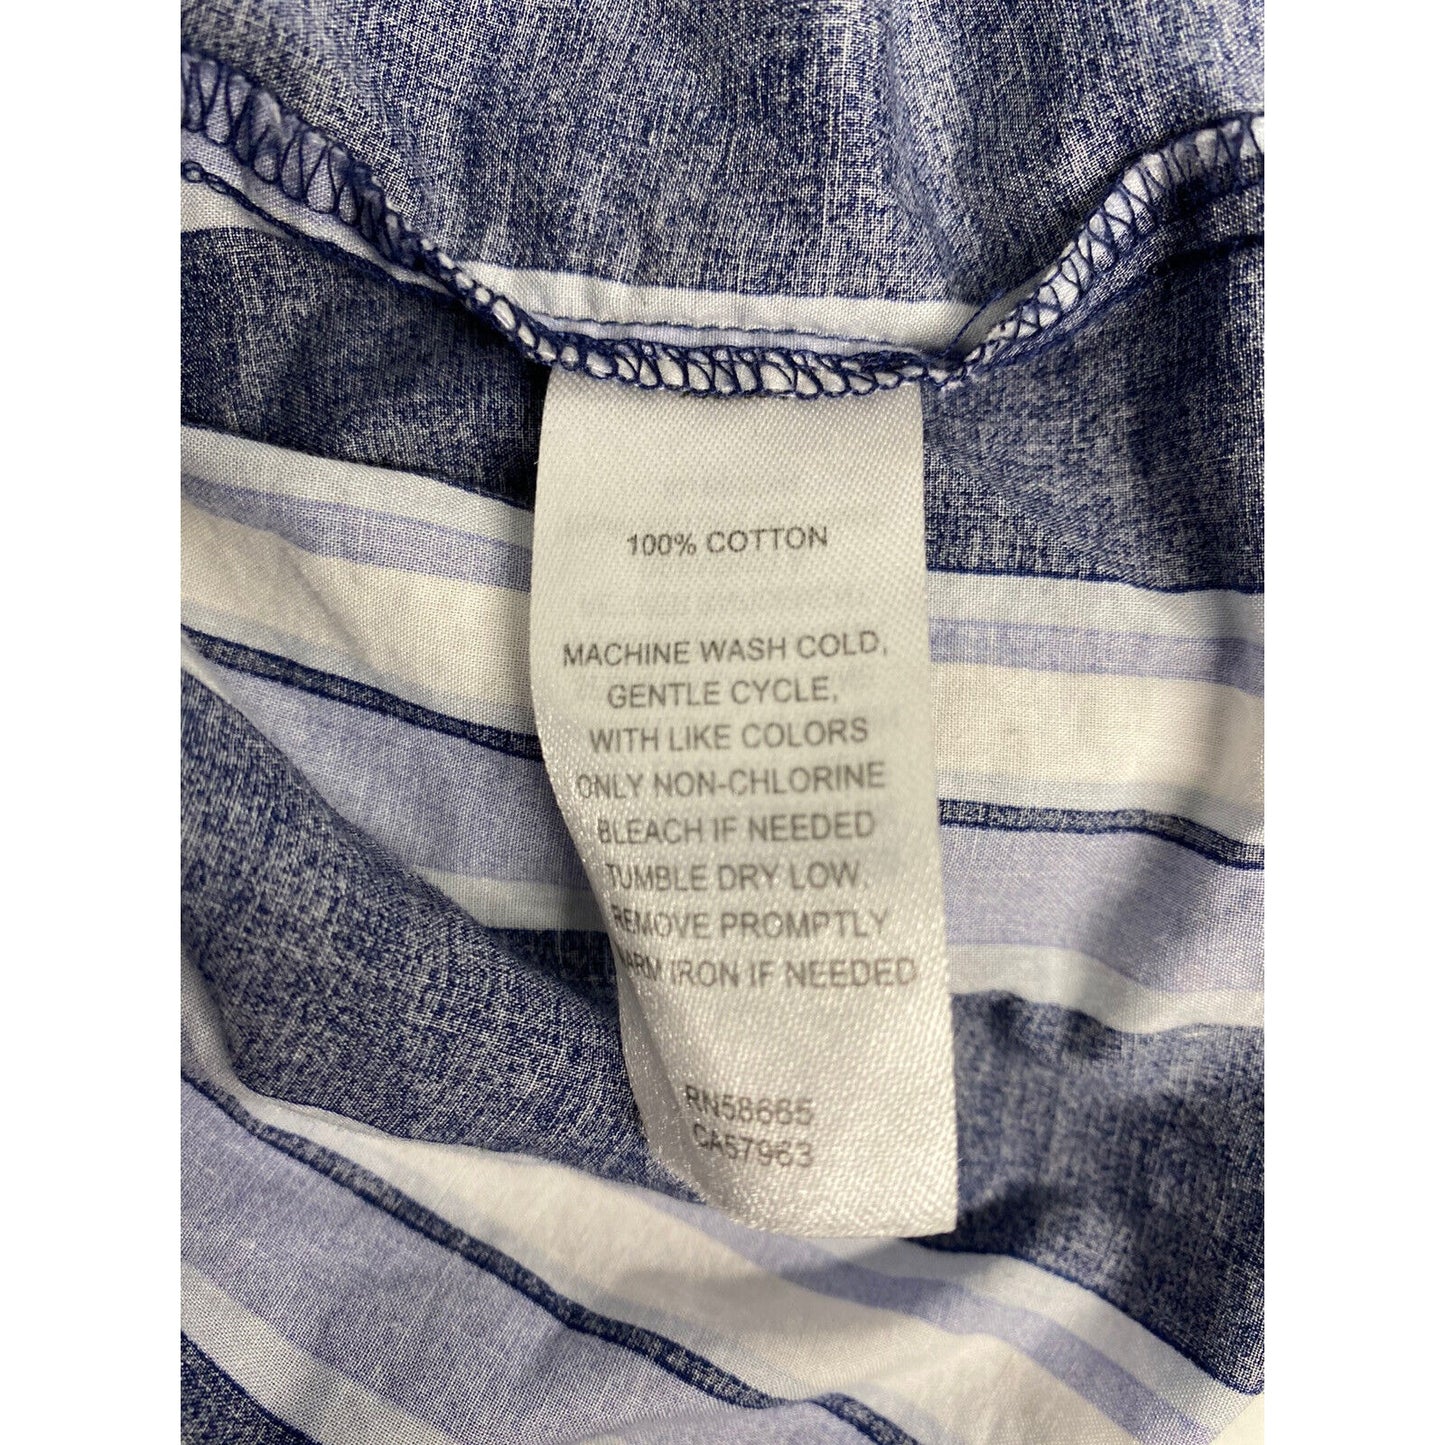 100% COTTON
MACHINE WASH COLD,
GENTLE CYCLE,
WITH LIKE COLORS
ONLY NON-CHLORINE
BLEACH IF NEEDED
TUMBLE DRY LOW,
REMOVE PROMPTLY
WARM IRON IF NEEDED
RN58665
CA57963